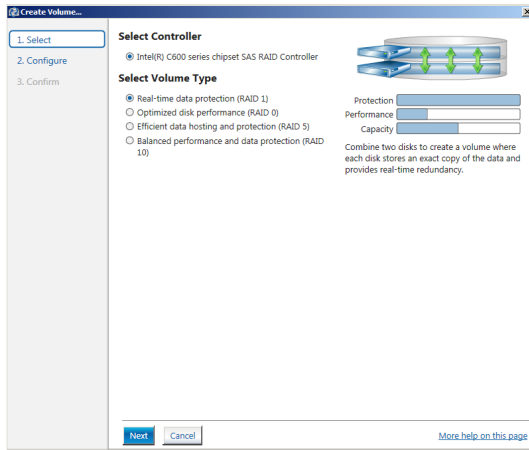 Create Volume...
1. Select
2. Configure
3. Confirm
Select Controller
Intel(R) C600 series chipset SAS RAID Controller
Select Volume Type
Real-time data protection (RAID 1)
Optimized disk performance (RAID 0)
Efficient data hosting and protection (RAID 5)
Balanced performance and data protection (RAID
10)
Protection
Performance
Capacity
Combine two disks to create a volume where
each disk stores an exact copy of the data and
provides real-time redundancy.
Next
Cancel
More help on this page